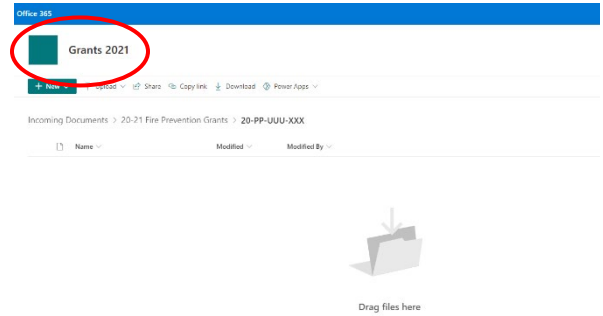 Office 365
Grants 2021
+ New Upload Share Copy link Download Power Apps
Incoming Documents > 20-21 Fire Prevention Grants > 20-PP-UUU-XXX
Name Modified Modified By
Drag files here